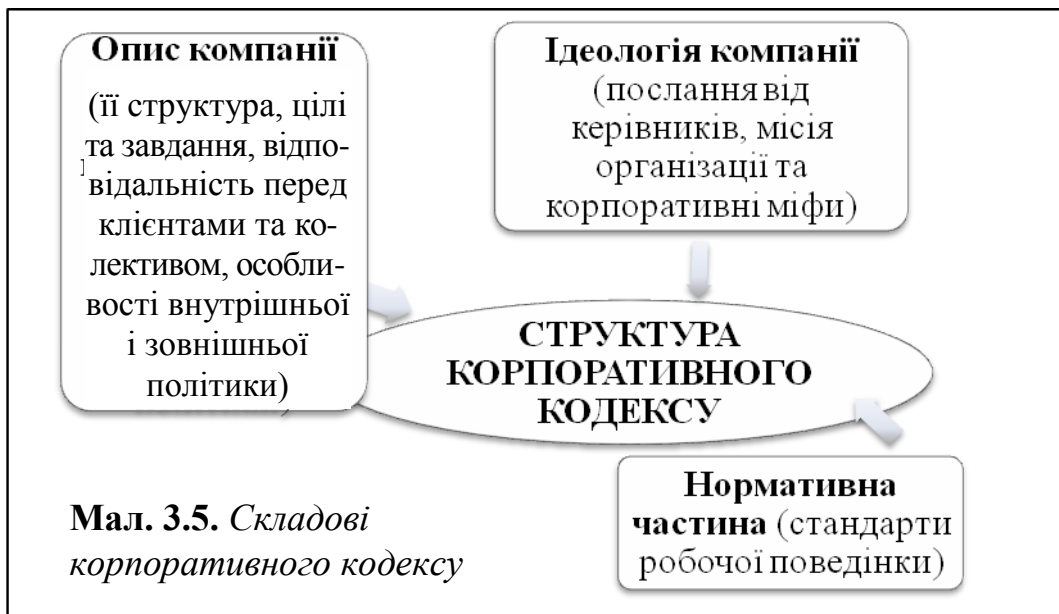 Опис компанії
(її структура, цілі
та завдання, відпо-
відальність перед
клієнтами та ко-
лективом, особли-
вості внутрішньої
і зовнішньої
політики)
Ідеологія компанії
(послання від
керівників, місія
організації та
корпоративні міфи)
СТРУКТУРА
КОРПОРАТИВНОГО
КОДЕКСУ
Нормативна
частина (стандарти
робочої поведінки)
Мал. 3.5. Складові
корпоративного кодексу